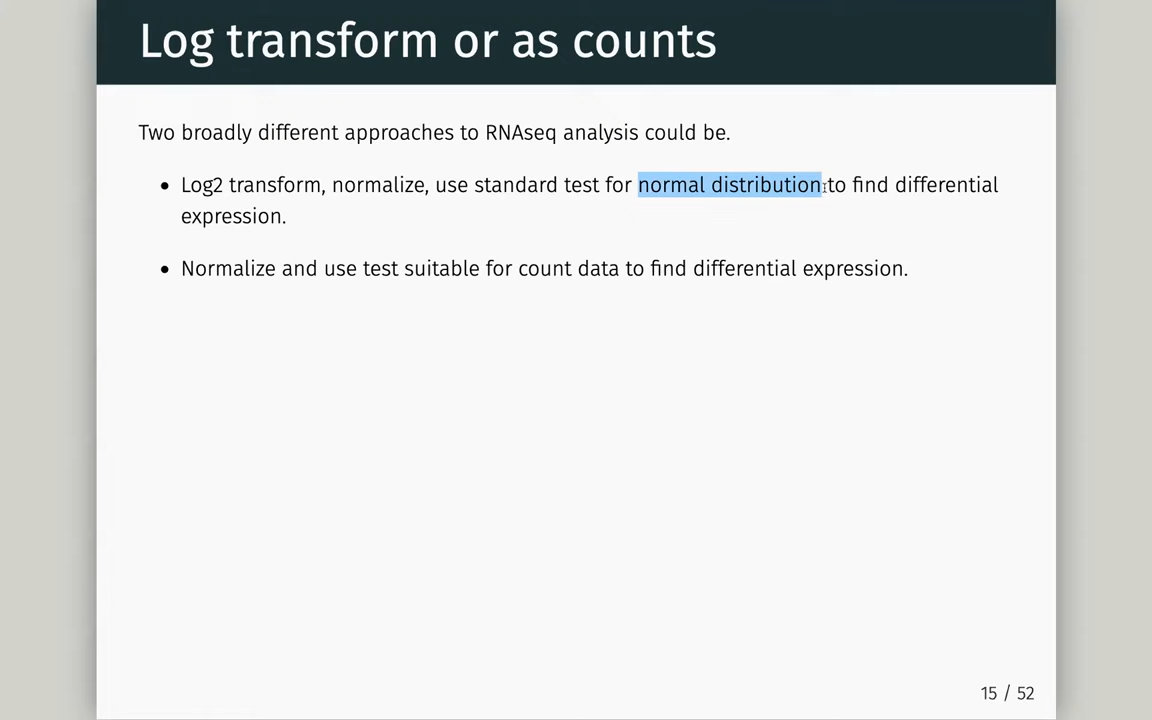 Log transform or as counts
Two broadly different approaches to RNAseq analysis could be.
• Log2 transform, normalize, use standard test for normal distribution to find differential
expression.
• Normalize and use test suitable for count data to find differential expression.
15 / 52